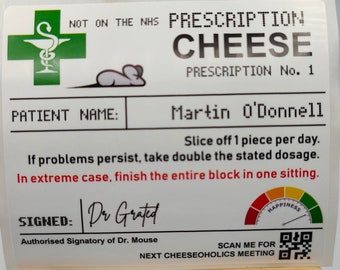 NOT ON THE NHS PRESCRIPTION
CHEESE
PRESCRIPTION No. 1
PATIENT NAME: Martin O'Donnell
Slice off 1 piece per day.
If problems persist, take double the stated dosage.
In extreme case, finish the entire block in one sitting.
HAPPINESS
SIGNED: Dr Grated
Authorised Signatory of Dr. Mouse
SCAN ME FOR
NEXT CHEESEOHOLICS MEETING